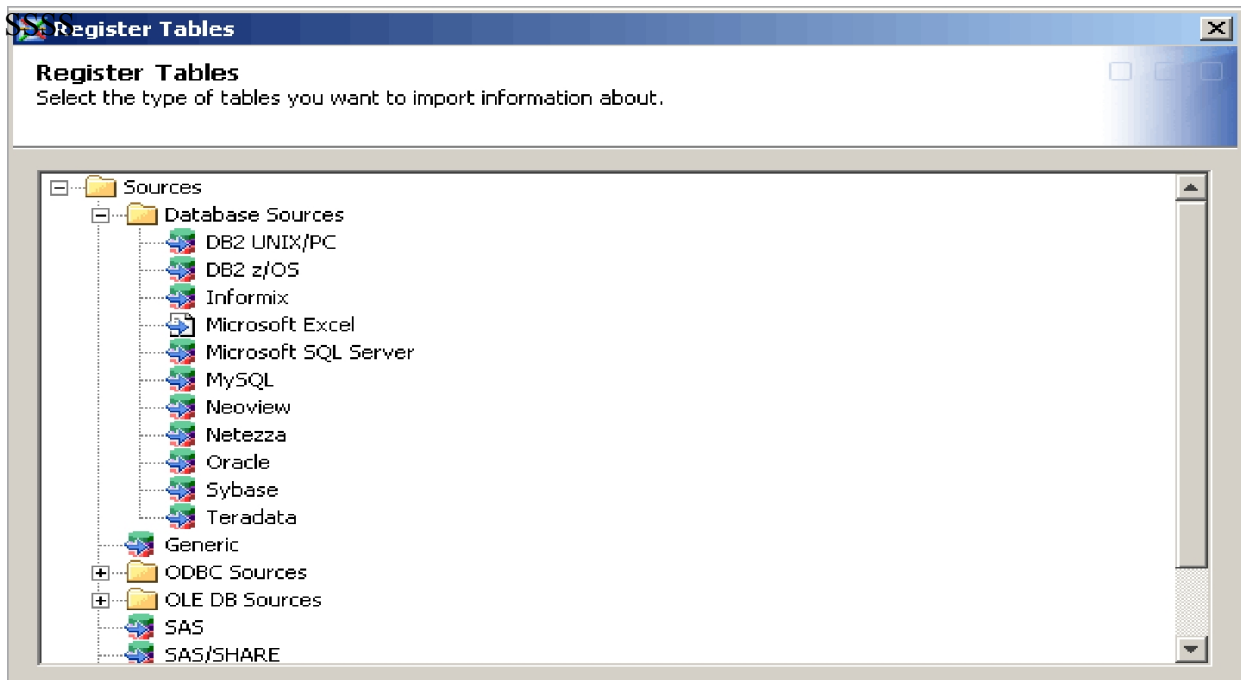 SSSS
Register Tables
Register Tables
Select the type of tables you want to import information about.
Sources
Database Sources
DB2 UNIX/PC
DB2 z/OS
Informix
Microsoft Excel
Microsoft SQL Server
MySQL
Neoview
Netezza
Oracle
Sybase
Teradata
Generic
ODBC Sources
OLE DB Sources
SAS
SAS/SHARE